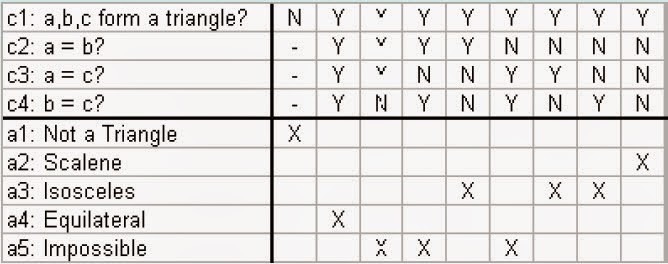 c1: a,b,c form a triangle? N Y Y Y Y Y Y Y Y
c2: a = b? - Y Y Y Y N N N N
c3: a = c? - Y Y N N Y Y N N
c4: b = c? - Y N Y N Y N Y N
a1: Not a Triangle X
a2: Scalene X
a3: Isosceles X X X
a4: Equilateral X
a5: Impossible X X X